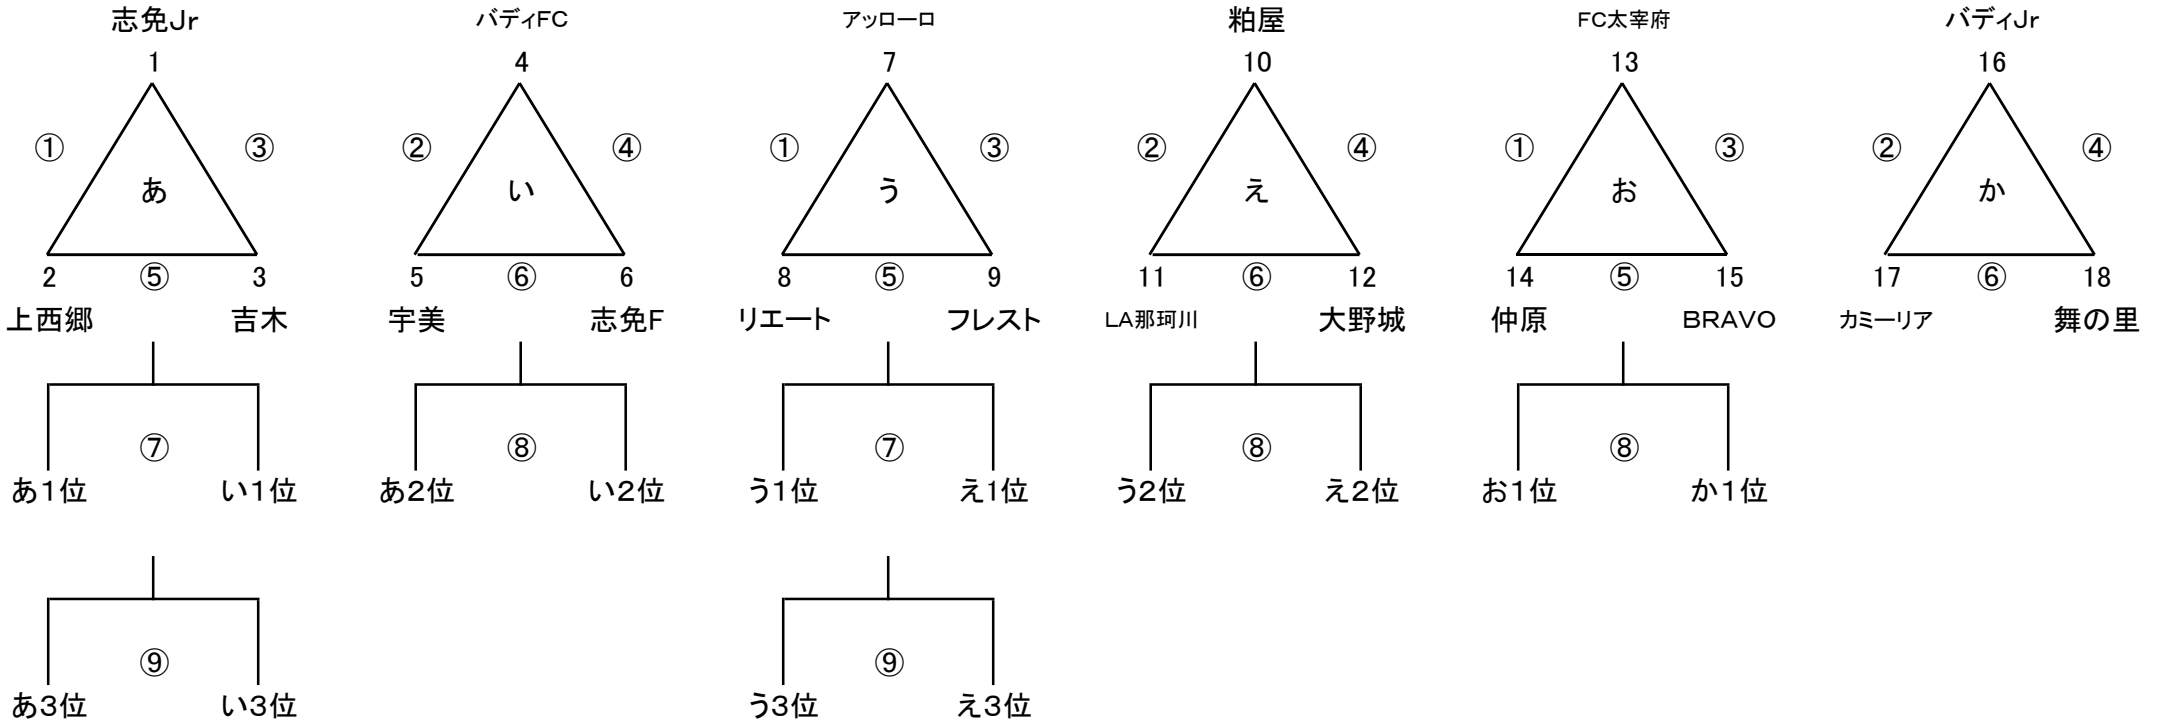 志免Jr バディFC アッローロ 粕屋 FC太宰府 バディJr
1 4 7 10 13 16
① ③ ② ④ ① ③ ② ④ ① ③ ② ④
あ い う え お か
2 ⑤ 3 5 ⑥ 6 8 ⑤ 9 11 ⑥ 12 14 ⑤ 15 17 ⑥ 18
上西郷 吉木 宇美 志免F リエート フレスト LA那珂川 大野城 仲原 BRAVO カミーリア 舞の里
⑦ ⑧ ⑦ ⑧ ⑧
あ1位 い1位 あ2位 い2位 う1位 え1位 う2位 え2位 お1位 か1位
⑨ ⑨
あ3位 い3位 う3位 え3位